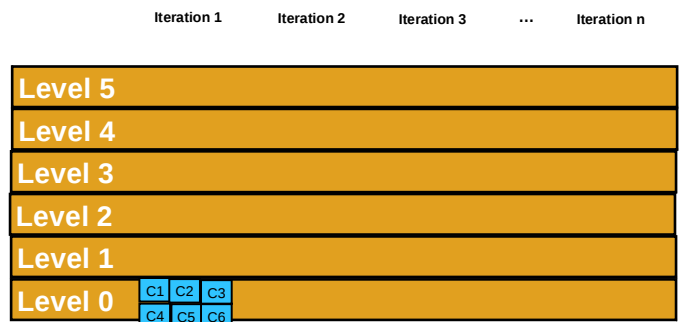 Iteration 1 Iteration 2 Iteration 3 ... Iteration n
Level 5
Level 4
Level 3
Level 2
Level 1
Level 0
C1 C2 C3
C4 C5 C6